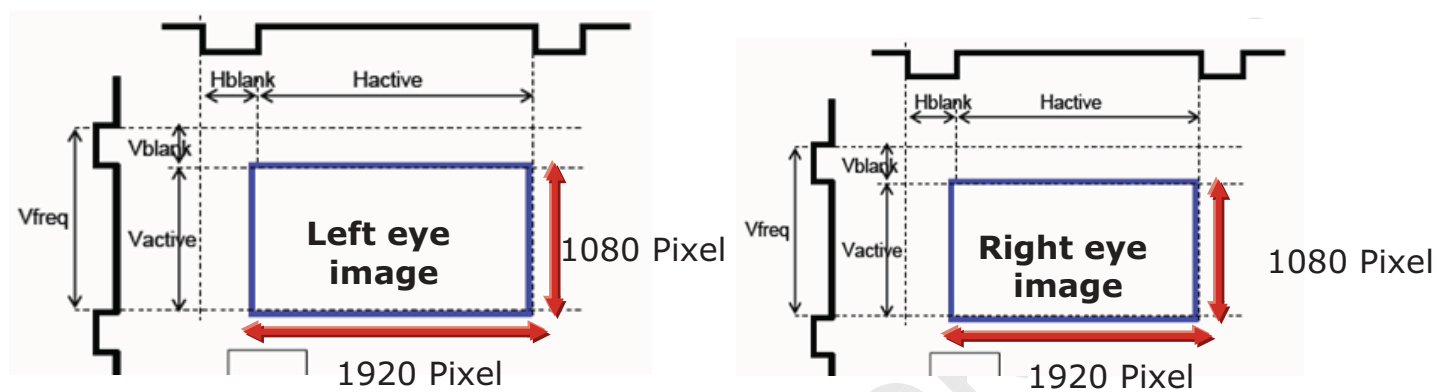 Hblank
Hactive
Vblank
Vfreq
Vactive
Left eye
image
1080 Pixel
1920 Pixel
Hblank
Hactive
Vblank
Vfreq
Vactive
Right eye
image
1080 Pixel
1920 Pixel